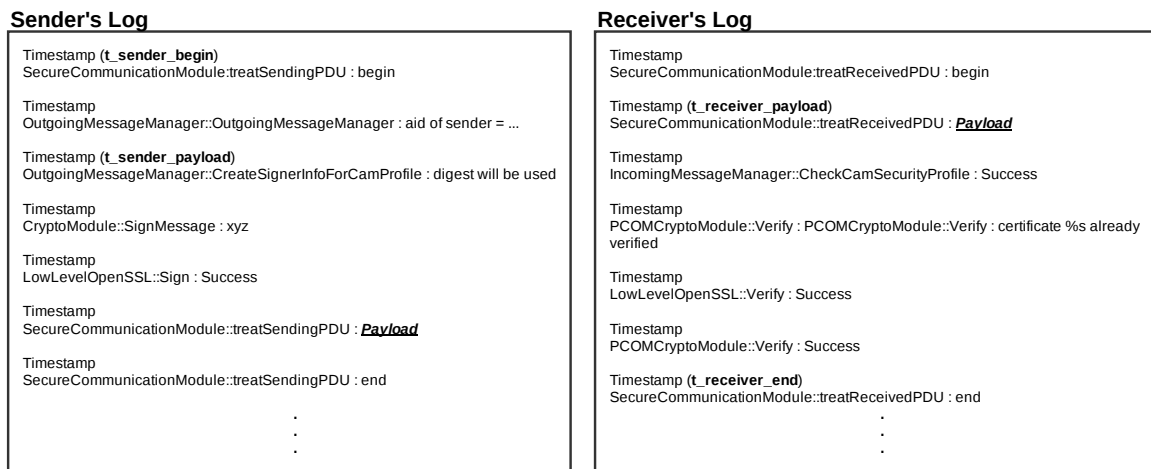 Sender's Log
Timestamp (t_sender_begin)
SecureCommunicationModule:treatSendingPDU : begin
Timestamp
OutgoingMessageManager::OutgoingMessageManager : aid of sender = ...
Timestamp (t_sender_payload)
OutgoingMessageManager::CreateSignerInfoForCamProfile : digest will be used
Timestamp
CryptoModule::SignMessage : xyz
Timestamp
LowLevelOpenSSL::Sign : Success
Timestamp
SecureCommunicationModule::treatSendingPDU : Payload
Timestamp
SecureCommunicationModule::treatSendingPDU : end
.
.
.
Receiver's Log
Timestamp
SecureCommunicationModule:treatReceivedPDU : begin
Timestamp (t_receiver_payload)
SecureCommunicationModule::treatReceivedPDU : Payload
Timestamp
IncomingMessageManager::CheckCamSecurityProfile : Success
Timestamp
PCOMCryptoModule::Verify : PCOMCryptoModule::Verify : certificate %s already
verified
Timestamp
LowLevelOpenSSL::Verify : Success
Timestamp
PCOMCryptoModule::Verify : Success
Timestamp (t_receiver_end)
SecureCommunicationModule::treatReceivedPDU : end
.
.
.